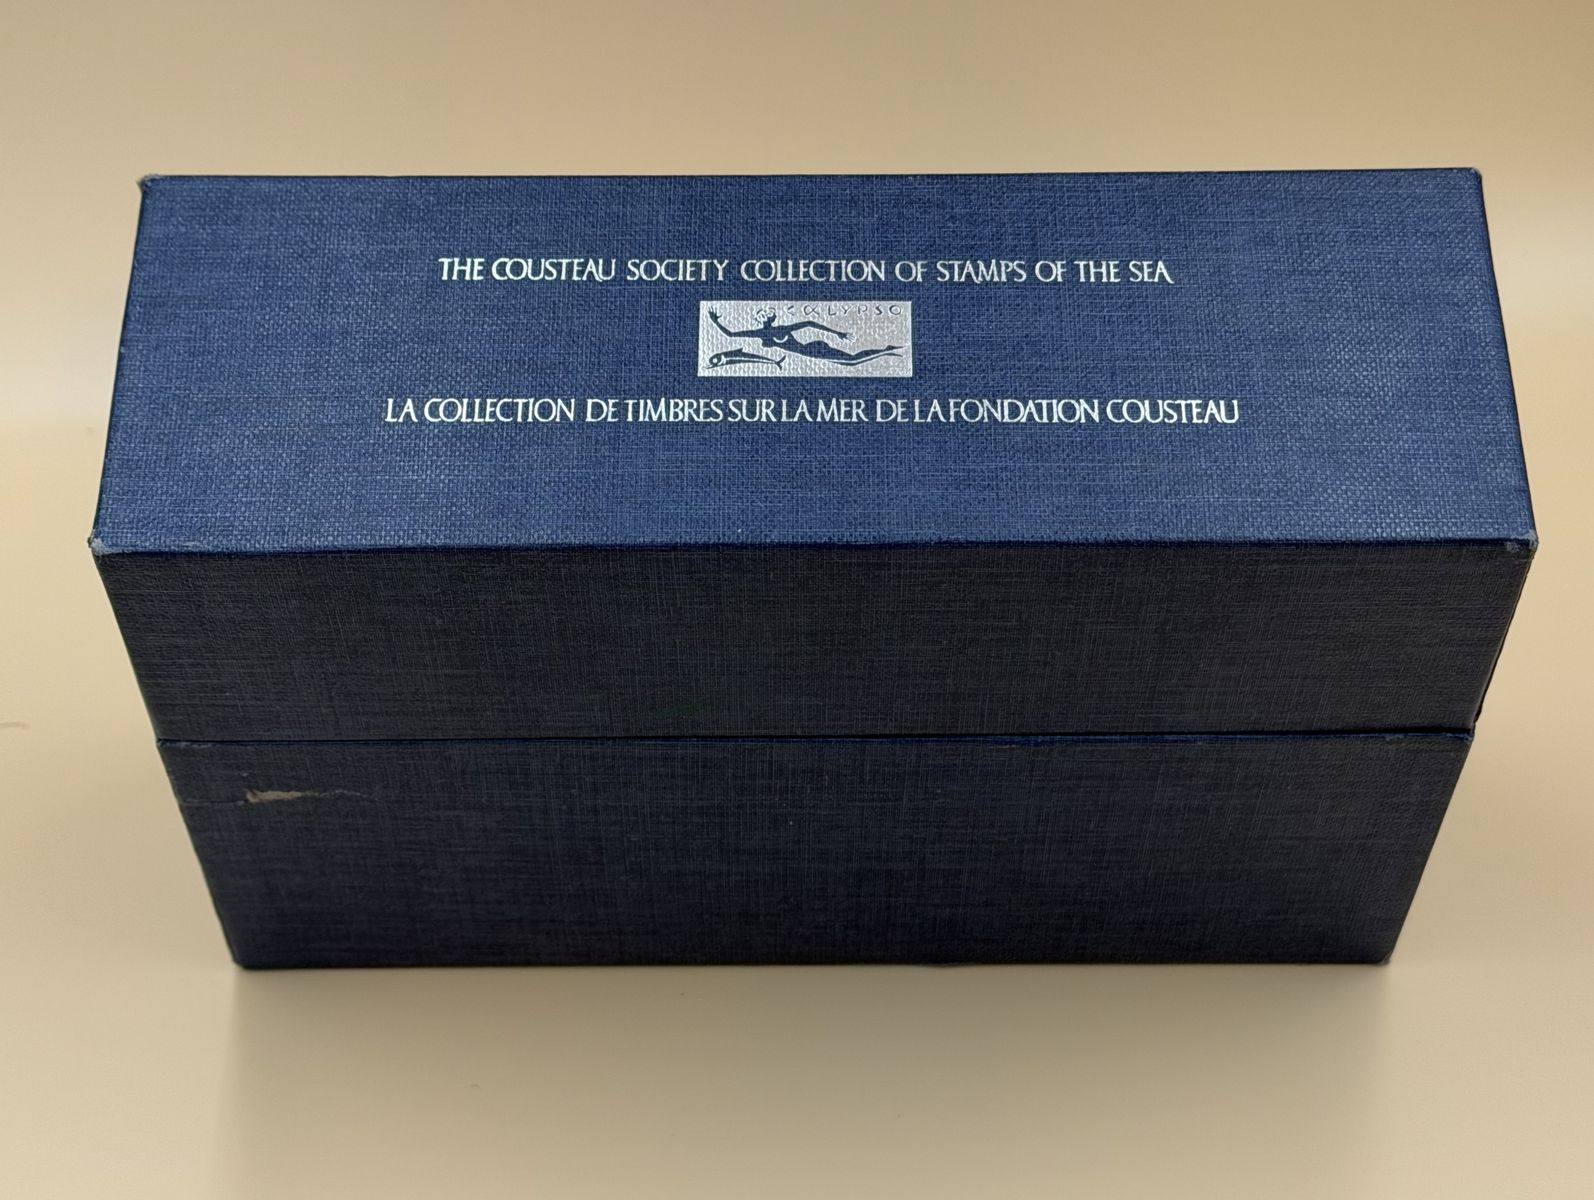 THE COUSTEAU SOCIETY COLLECTION OF STAMPS OF THE SEA
CALYPSO
LA COLLECTION DE TIMBRES SUR LA MER DE LA FONDATION COUSTEAU